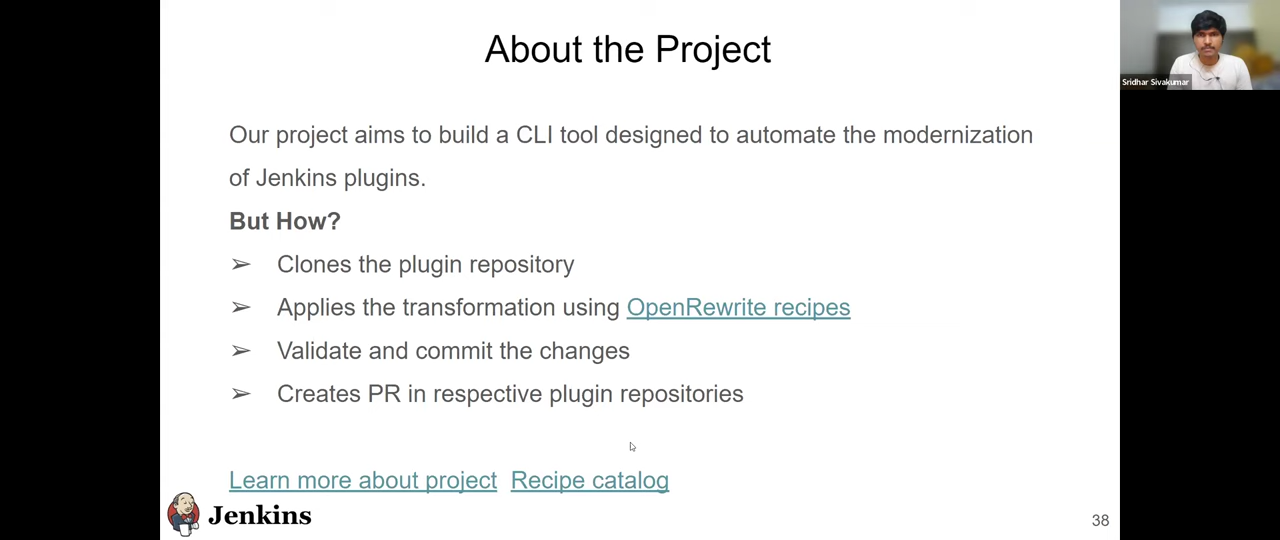 About the Project
Sridhar Sivakumar
Our project aims to build a CLI tool designed to automate the modernization
of Jenkins plugins.
But How?
➢ Clones the plugin repository
➢ Applies the transformation using OpenRewrite recipes
➢ Validate and commit the changes
➢ Creates PR in respective plugin repositories
Learn more about project Recipe catalog
Jenkins
38